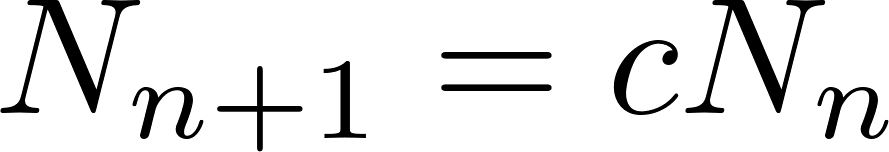 N_{n+1} = cN_n